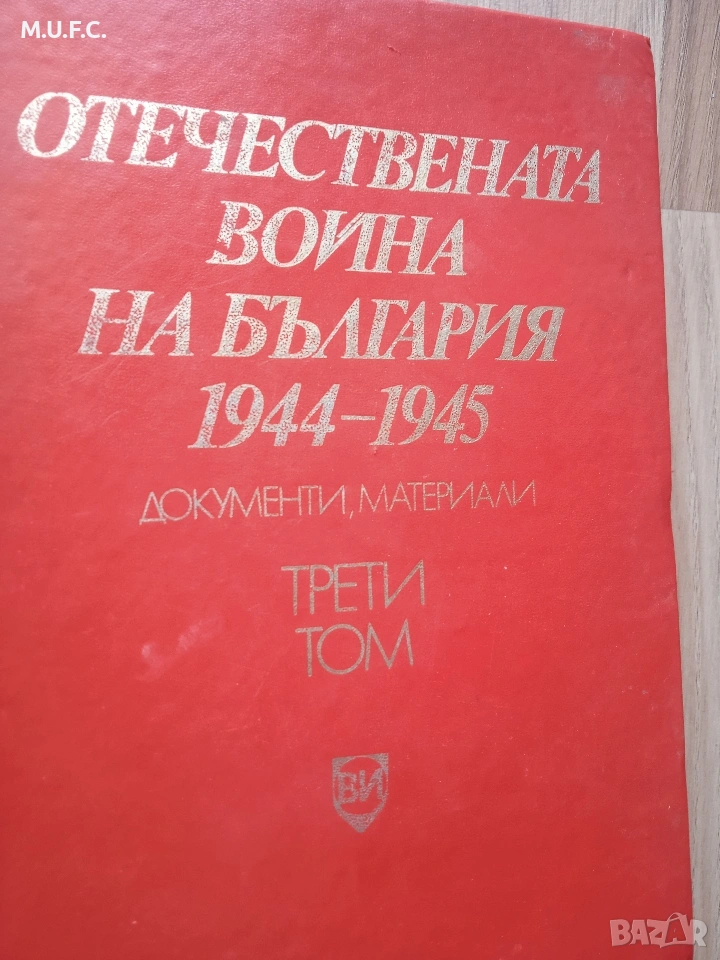 M.U.F.C.
ОТЕЧЕСТВЕНАТА
ВОЙНА
НА БЪЛГАРИЯ
1944–1945
ДОКУМЕНТИ, МАТЕРИАЛИ
ТРЕТИ
ТОМ
ВИ
BAZAR